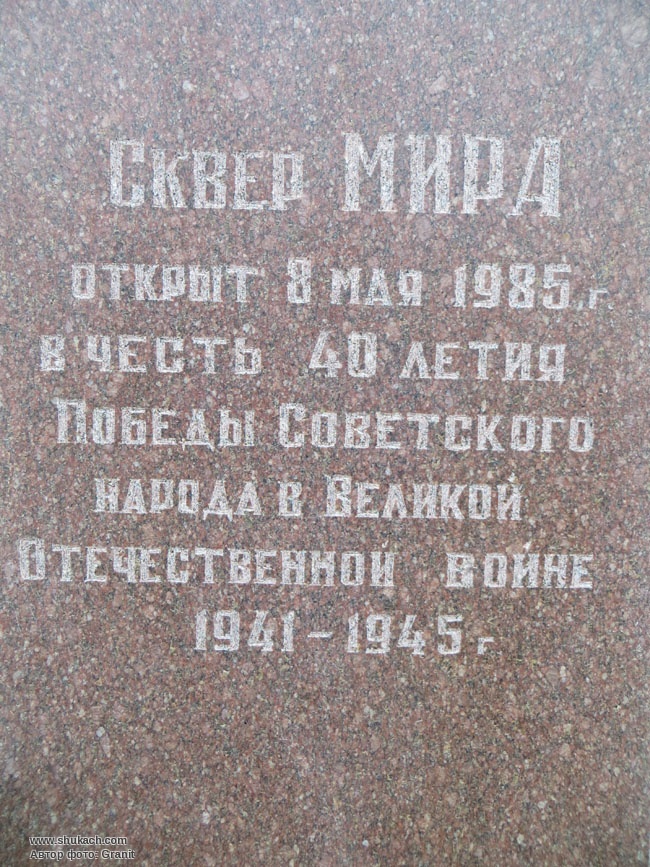 Сквер МИРА
открыт 8 мая 1985 г.
в честь 40 летия
Победы Советского
народа в Великой
Отечественной войне
1941 – 1945 г
www.shukach.com
Автор фото: Granit